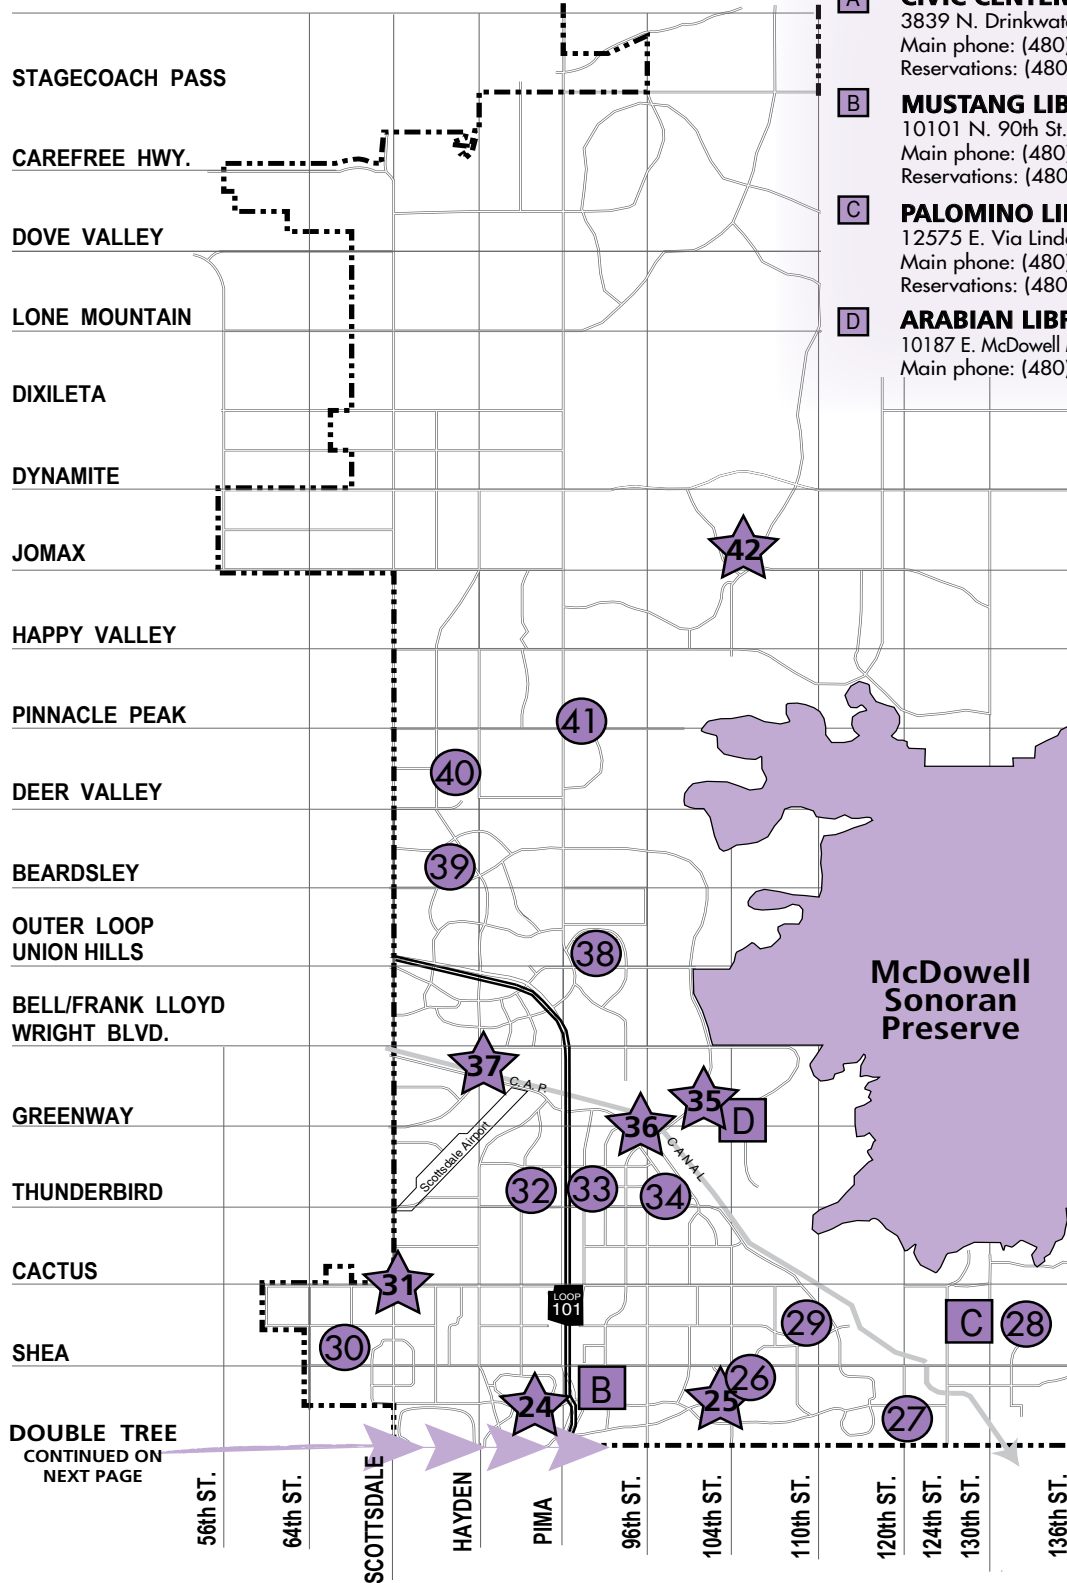 A
3839 N. Drinkwat
Main phone: (480)
Reservations: (480
B MUSTANG LIB
10101 N. 90th St.
Main phone: (480)
Reservations: (480
C PALOMINO LI
12575 E. Via Lind
Main phone: (480)
Reservations: (480
D ARABIAN LIB
10187 E. McDowell
Main phone: (480)
STAGECOACH PASS
CAREFREE HWY.
DOVE VALLEY
LONE MOUNTAIN
DIXILETA
DYNAMITE
JOMAX
42
HAPPY VALLEY
PINNACLE PEAK
41
40
DEER VALLEY
39
BEARDSLEY
OUTER LOOP
UNION HILLS
38
McDowell
Sonoran
Preserve
BELL/FRANK LLOYD
WRIGHT BLVD.
37
C.A.P.
35
36
D
GREENWAY
CANAL
Scottsdale Airport
THUNDERBIRD
32
33
34
CACTUS
31
LOOP
101
29
C
28
30
SHEA
26
B
25
24
27
DOUBLE TREE
CONTINUED ON
NEXT PAGE
56th ST.
64th ST.
SCOTTSDALE
HAYDEN
PIMA
96th ST.
104th ST.
110th ST.
120th ST.
124th ST.
130th ST.
136th ST.